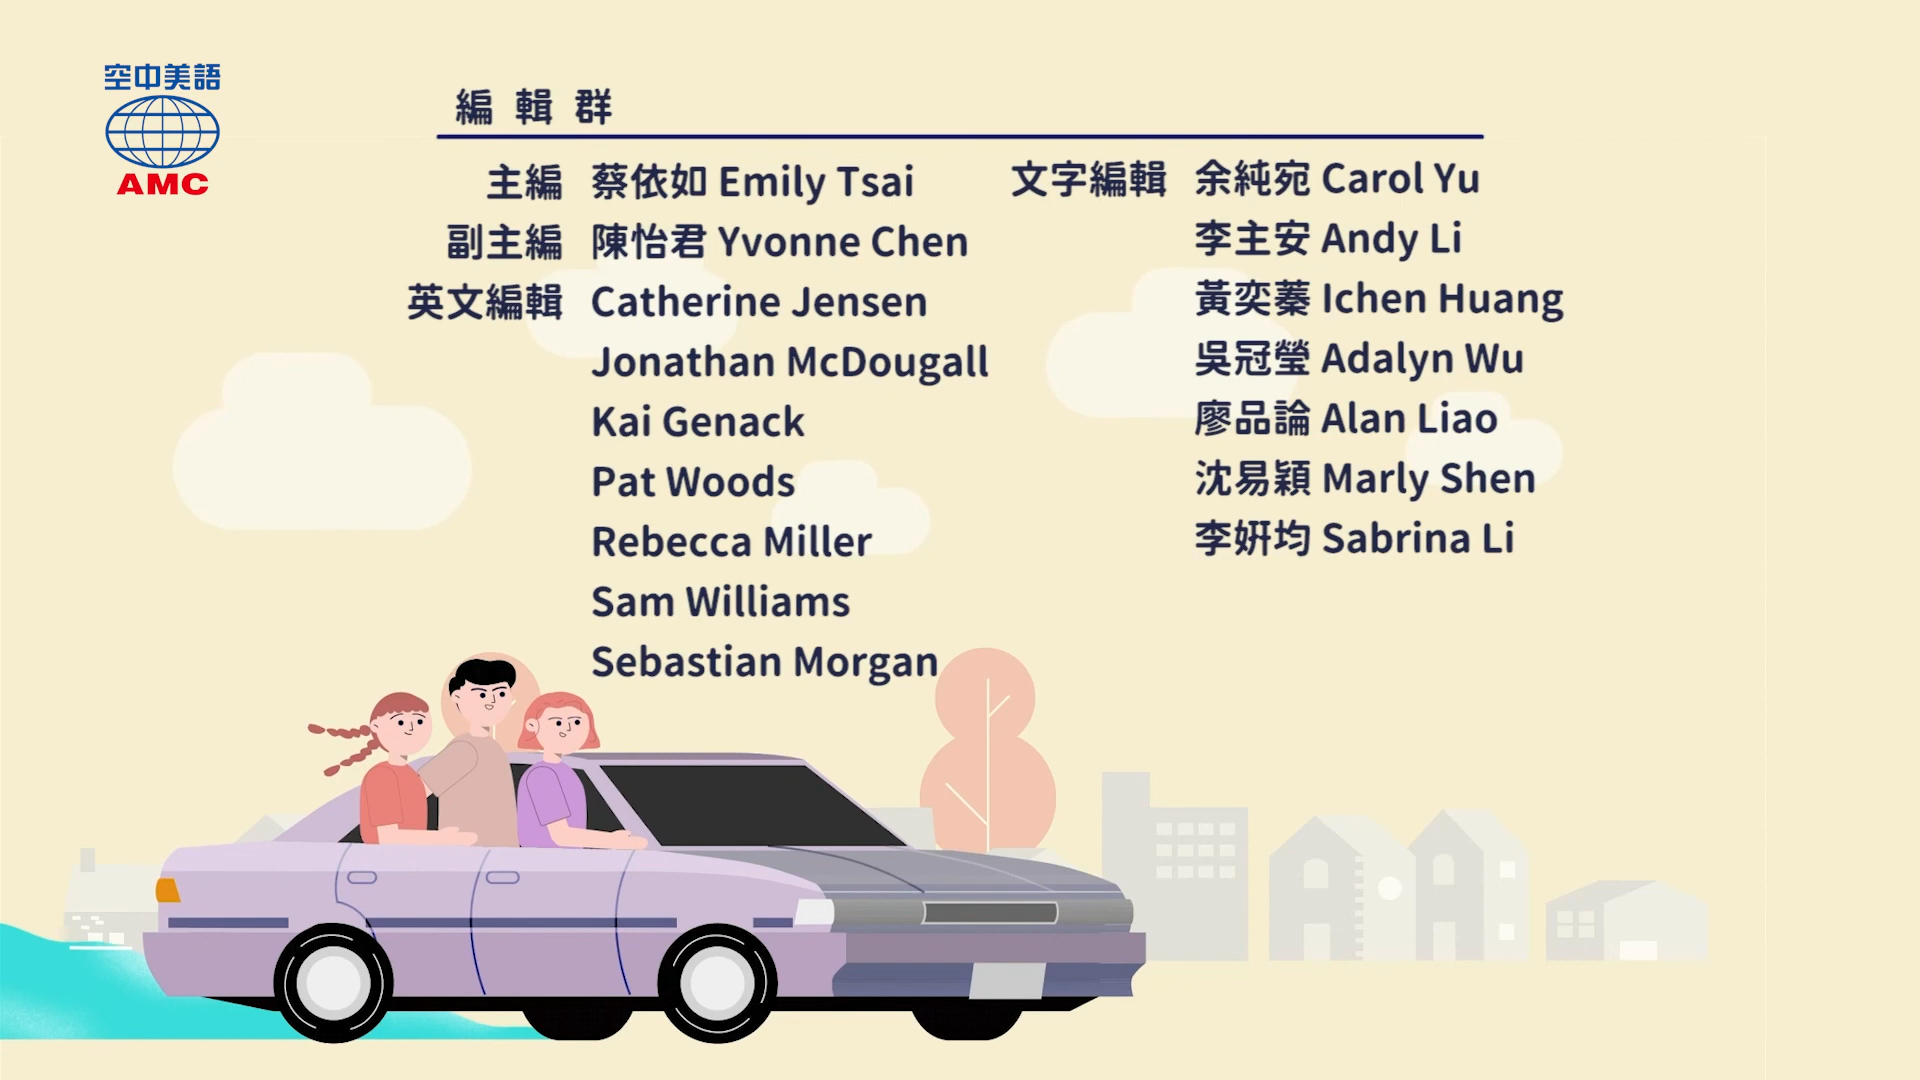 空中美語
AMC
編輯群
主編 蔡依如 Emily Tsai
副主編 陳怡君 Yvonne Chen
英文編輯 Catherine Jensen
Jonathan McDougall
Kai Genack
Pat Woods
Rebecca Miller
Sam Williams
Sebastian Morgan
文字編輯 余純宛 Carol Yu
李主安 Andy Li
黃奕蓁 Ichen Huang
吳冠瑩 Adalyn Wu
廖品論 Alan Liao
沈易穎 Marly Shen
李妍均 Sabrina Li